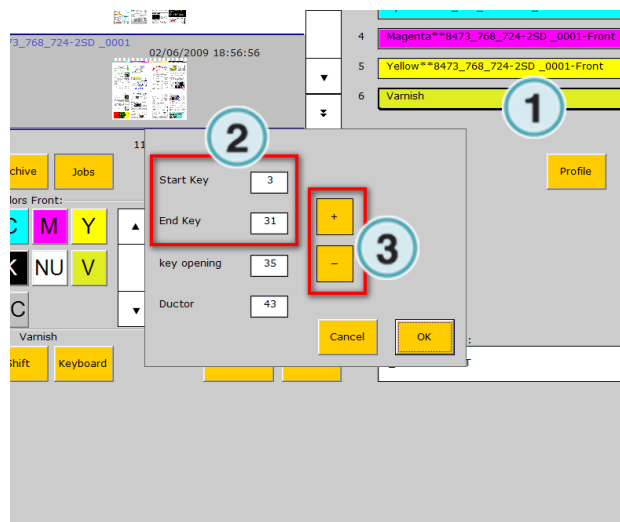 4 Magenta**8473_768_724-2SD _0001-Front
73_768_724-2SD _0001
02/06/2009 18:56:56
5 Yellow**8473_768_724-2SD _0001-Front
6 Varnish
1
2
11
Start Key 3
End Key 31
+
-
3
key opening 35
Ductor 43
Cancel OK
chive Jobs
Profile
lors Front:
C M Y
K NU V
C
Varnish
hift Keyboard
:
T